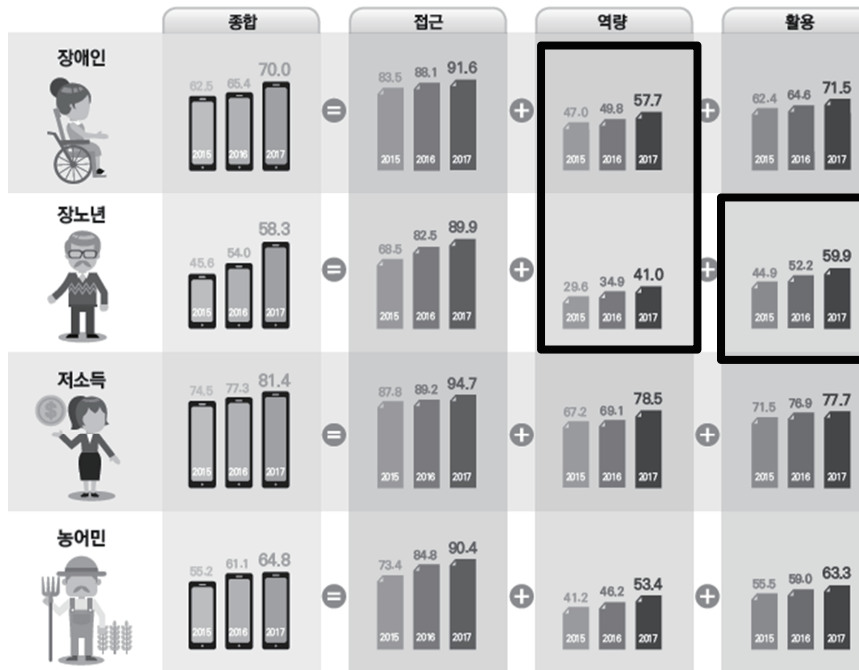 종합 접근 역량 활용
장애인
62.5 65.4 70.0 = 83.5 88.1 91.6 + 47.0 49.8 57.7 + 62.4 64.6 71.5
2015 2016 2017 2015 2016 2017 2015 2016 2017 2015 2016 2017
장노년
45.6 54.0 58.3 = 68.5 82.5 89.9 + 29.6 34.9 41.0 + 44.9 52.2 59.9
2015 2016 2017 2015 2016 2017 2015 2016 2017 2015 2016 2017
저소득
$
74.5 77.3 81.4 = 87.8 89.2 94.7 + 67.2 69.1 78.5 + 71.5 76.9 77.7
2015 2016 2017 2015 2016 2017 2015 2016 2017 2015 2016 2017
농어민
55.2 61.1 64.8 = 73.4 84.8 90.4 + 41.2 46.2 53.4 + 55.5 59.0 63.3
2015 2016 2017 2015 2016 2017 2015 2016 2017 2015 2016 2017